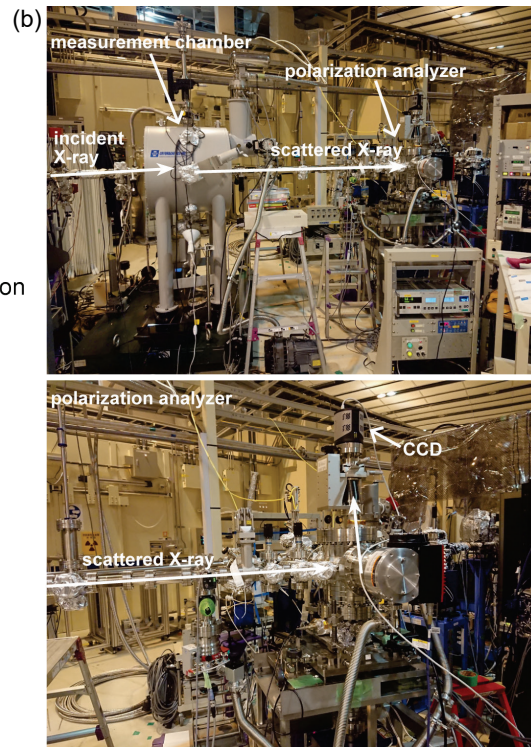 (b)
measurement chamber
polarization analyzer
incident
X-ray
scattered X-ray
on
polarization analyzer
CCD
scattered X-ray